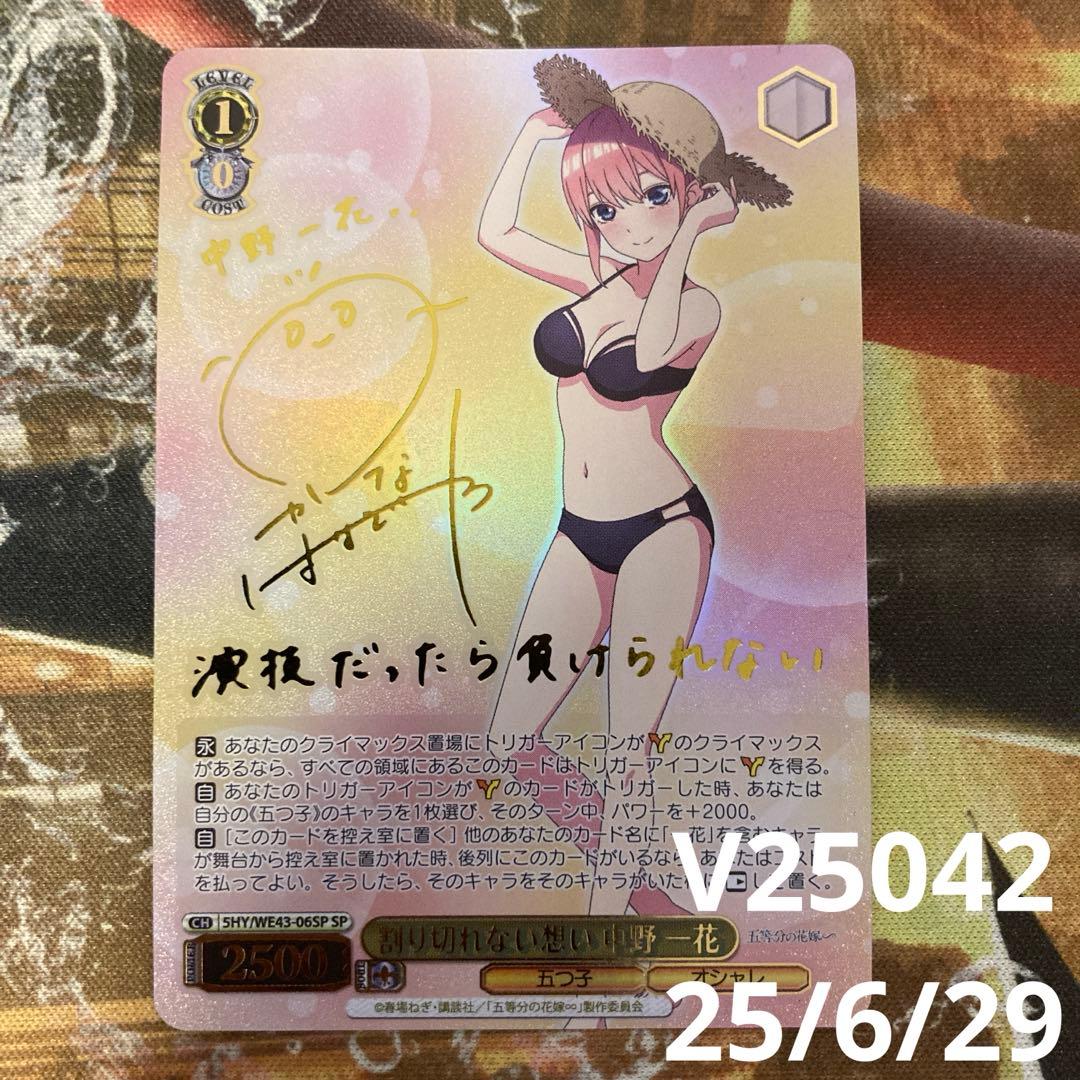 LEVEL
1
0
COST
中野一花
はなざわかな
演技だったら負けられない
永 あなたのクライマックス置場にトリガーアイコンが のクライマックス
があるなら、すべての領域にあるこのカードはトリガーアイコンに を得る。
自 あなたのトリガーアイコンが のカードがトリガーした時、あなたは
自分の《五つ子》のキャラを1枚選び、そのターン中、パワーを+2000。
自 [このカードを控え室に置く] 他のあなたのカード名に「一花」を含むキャラ
が舞台から控え室に置かれた時、後列にこのカードがいるなら、あなたはコスト
を払ってよい。そうしたら、そのキャラをそのキャラがいた して置く。
V25042
CH 5HY/WE43-06SP SP
POWER 2500 SOUL
割り切れない想い 中野 一花
五等分の花嫁∽
五つ子 オシャレ
©春場ねぎ・講談社/「五等分の花嫁∽」製作委員会
25/6/29